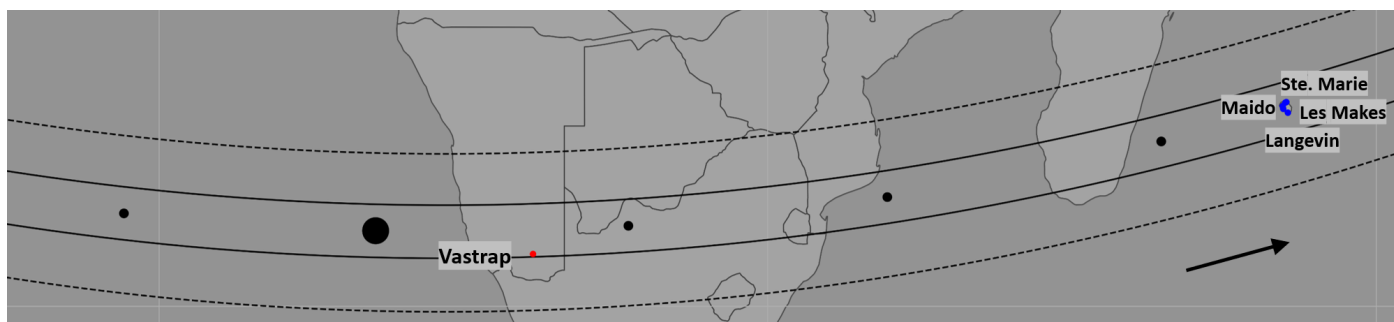 Ste. Marie
Maido
Les Makes
Langevin
Vastrap